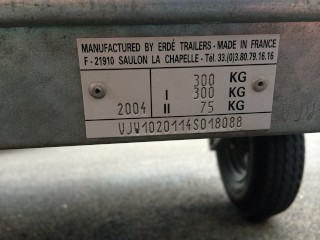 MANUFACTURED BY ERDÉ TRAILERS - MADE IN FRANCE
F - 21910 SAULON LA CHAPELLE - Tél. 33.(0)3.80.79.16.16
300 KG
I 300 KG
2004 II 75 KG
VJW1020114S018088